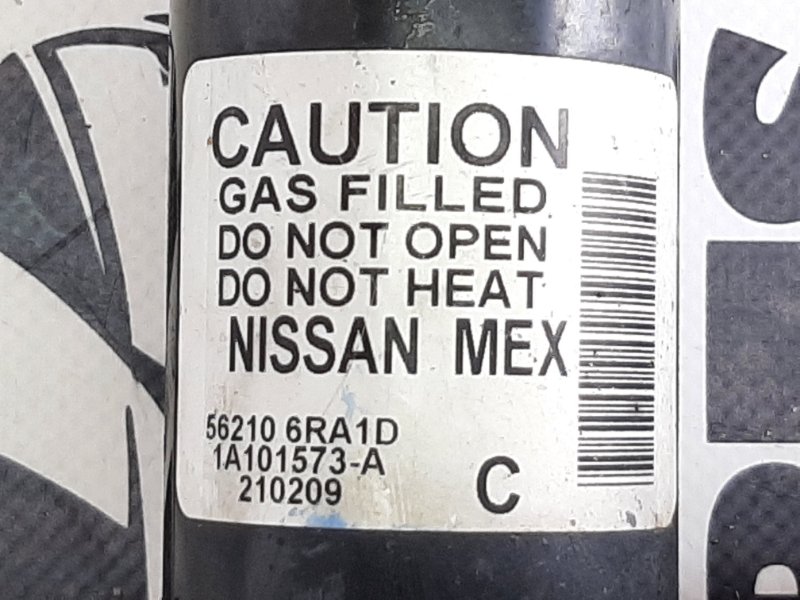 CAUTION
GAS FILLED
DO NOT OPEN
DO NOT HEAT
NISSAN MEX
56210 6RA1D
1A101573-A
210209
C